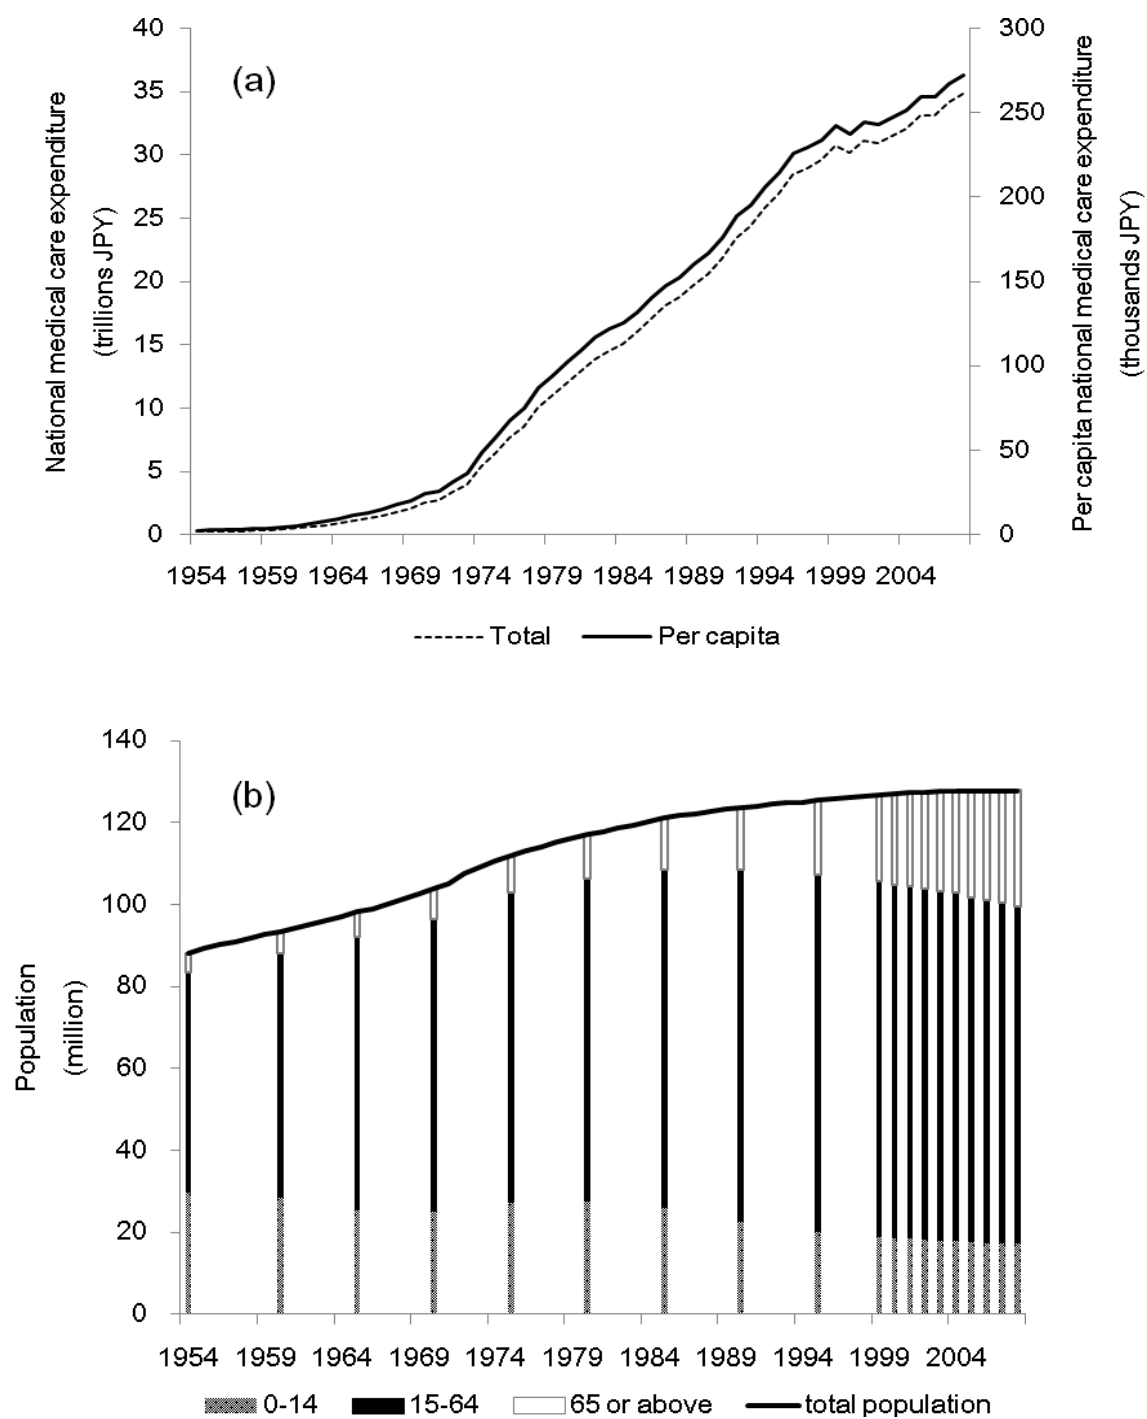 (a)
National medical care expenditure
(trillions JPY)
40
35
30
25
20
15
10
5
0
300
250
200
150
100
50
0
Per capita national medical care expenditure
(thousands JPY)
1954 1959 1964 1969 1974 1979 1984 1989 1994 1999 2004
Total Per capita
(b)
Population
(million)
140
120
100
80
60
40
20
0
1954 1959 1964 1969 1974 1979 1984 1989 1994 1999 2004
0-14 15-64 65 or above total population